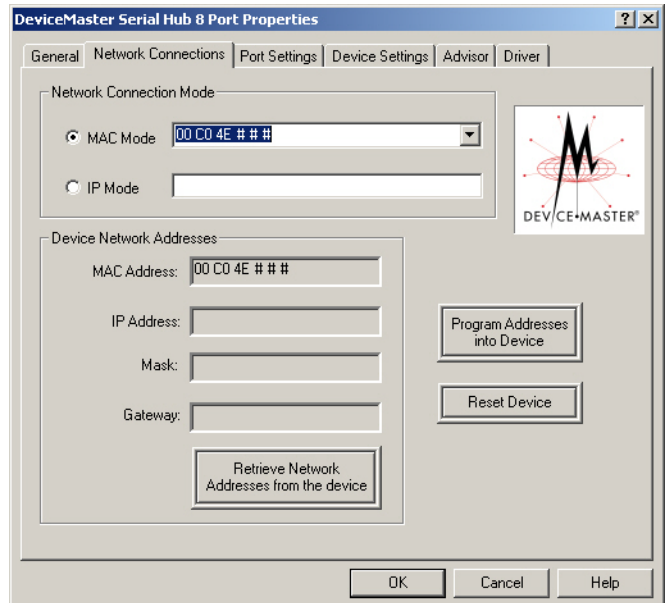 DeviceMaster Serial Hub 8 Port Properties
General Network Connections Port Settings Device Settings Advisor Driver
Network Connection Mode
MAC Mode 00 C0 4E # # #
IP Mode
DEVICE•MASTER®
Device Network Addresses
MAC Address: 00 C0 4E # # #
IP Address:
Mask:
Gateway:
Program Addresses
into Device
Reset Device
Retrieve Network
Addresses from the device
OK Cancel Help